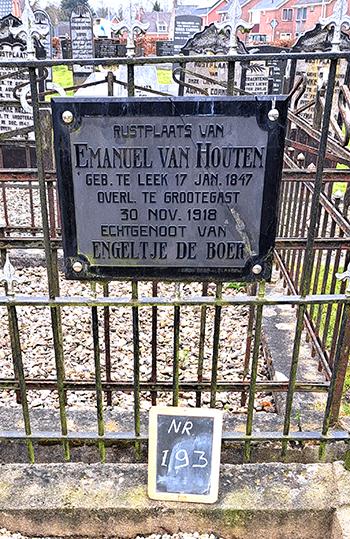 RUSTPLAATS VAN
EMANUEL VAN HOUTEN
GEB. TE LEEK 17 JAN. 1847
OVERL. TE GROOTEGAST
30 NOV. 1918
ECHTGENOOT VAN
ENGELTJE DE BOER
NR
193